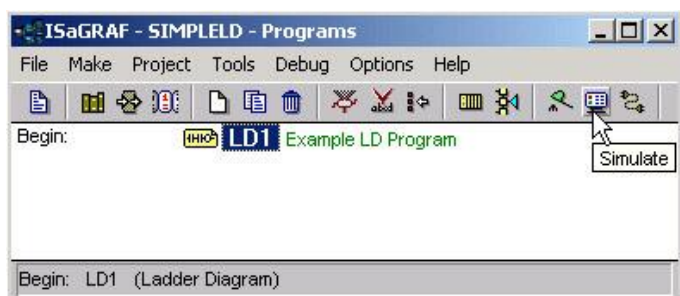 ISaGRAF - SIMPLELD - Programs
File Make Project Tools Debug Options Help
Begin: LD1 Example LD Program
Simulate
Begin: LD1 (Ladder Diagram)